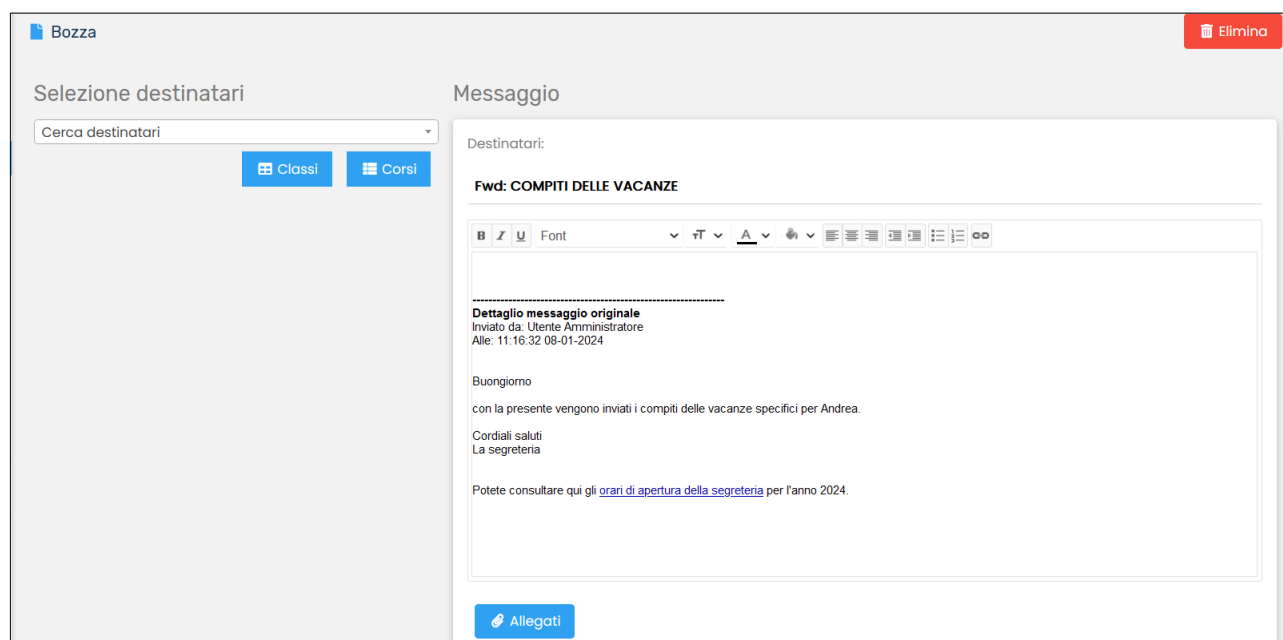 Bozza
Elimina
Selezione destinatari
Cerca destinatari
Classi
Corsi
Messaggio
Destinatari:
Fwd: COMPITI DELLE VACANZE
B I U Font TT A
---------------------------------------------------------------
Dettaglio messaggio originale
Inviato da: Utente Amministratore
Alle: 11:16:32 08-01-2024
Buongiorno
con la presente vengono inviati i compiti delle vacanze specifici per Andrea.
Cordiali saluti
La segreteria
Potete consultare qui gli orari di apertura della segreteria per l'anno 2024.
Allegati